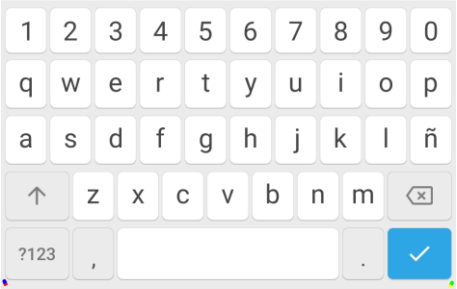 1 2 3 4 5 6 7 8 9 0
q w e r t y u i o p
a s d f g h j k l ñ
z x c v b n m
?123 , .